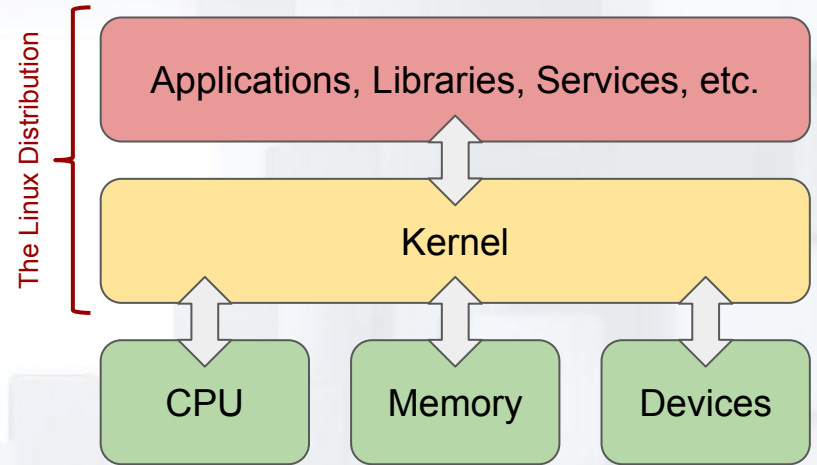 The Linux Distribution
Applications, Libraries, Services, etc.
Kernel
CPU
Memory
Devices